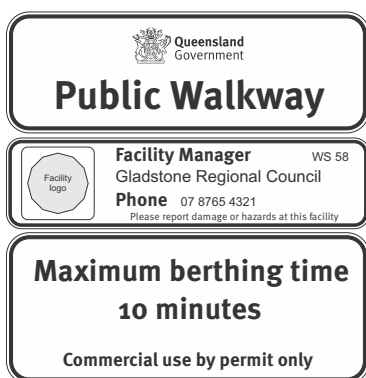 Queensland
Government
Public Walkway
Facility
logo
Facility Manager WS 58
Gladstone Regional Council
Phone 07 8765 4321
Please report damage or hazards at this facility
Maximum berthing time
10 minutes
Commercial use by permit only